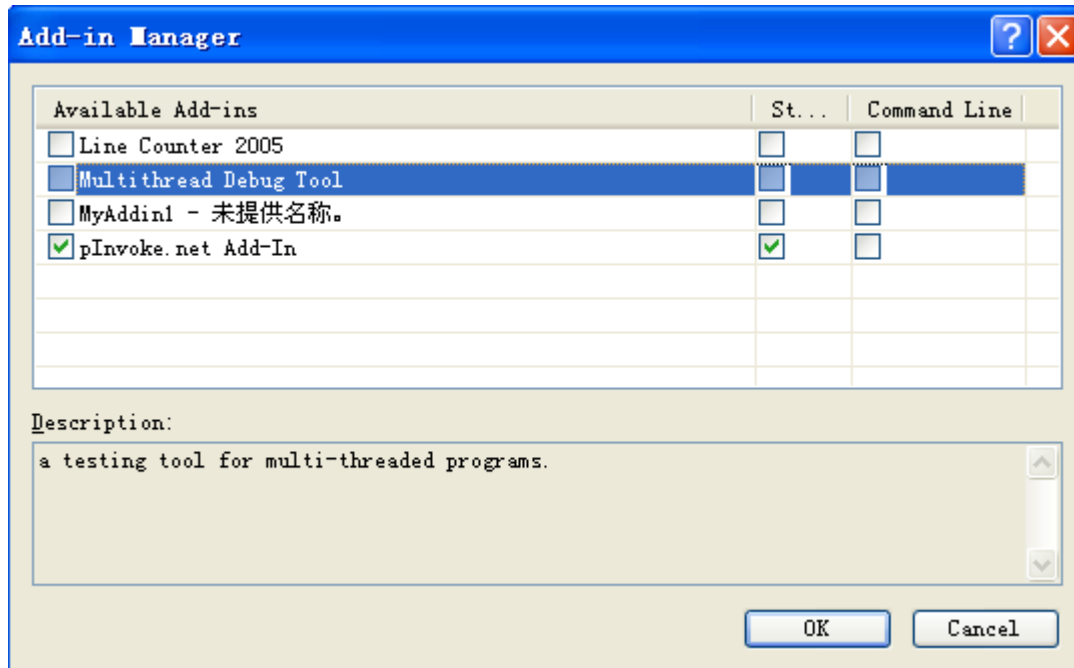 Add-in Manager
Available Add-ins St... Command Line
Line Counter 2005
Multithread Debug Tool
MyAddin1 - 未提供名称。
pInvoke.net Add-In
Description:
a testing tool for multi-threaded programs.
OK Cancel